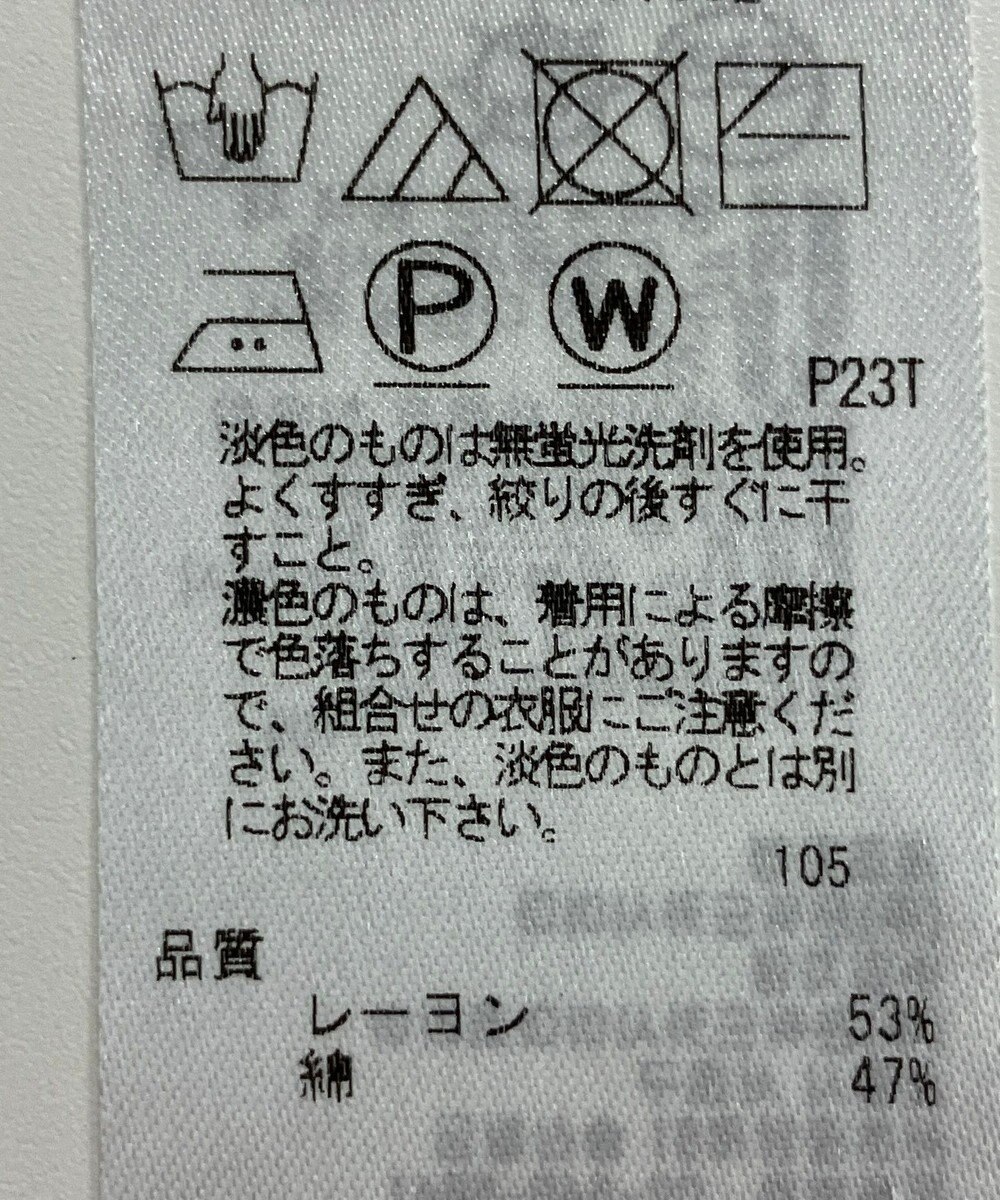 P W
P23T
淡色のものは無蛍光洗剤を使用。
よくすすぎ、絞りの後すぐに干
すこと。
濃色のものは、着用による摩擦
で色落ちすることがありますの
で、組合せの衣服にご注意くだ
さい。また、淡色のものとは別
にお洗い下さい。
105
品質
レーヨン 53%
綿 47%